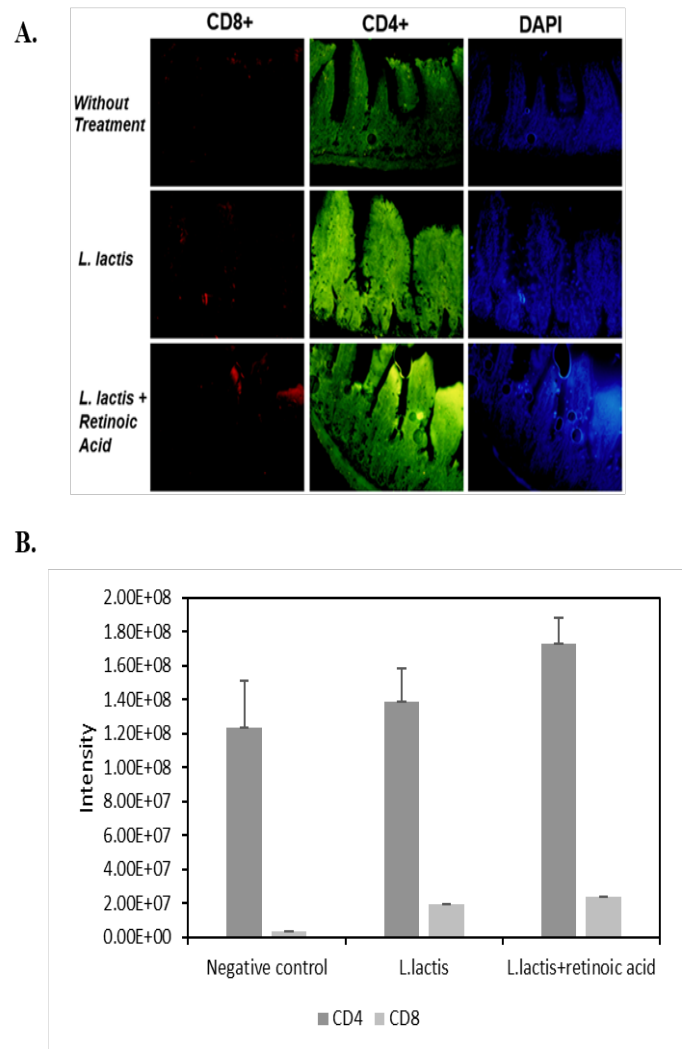 A.
CD8+ CD4+ DAPI
Without
Treatment
L. lactis
L. lactis +
Retinoic
Acid
B.
2.00E+08
1.80E+08
1.60E+08
1.40E+08
1.20E+08
1.00E+08
8.00E+07
6.00E+07
4.00E+07
2.00E+07
0.00E+00
Intensity
Negative control L.lactis L.lactis+retinoic acid
CD4 CD8